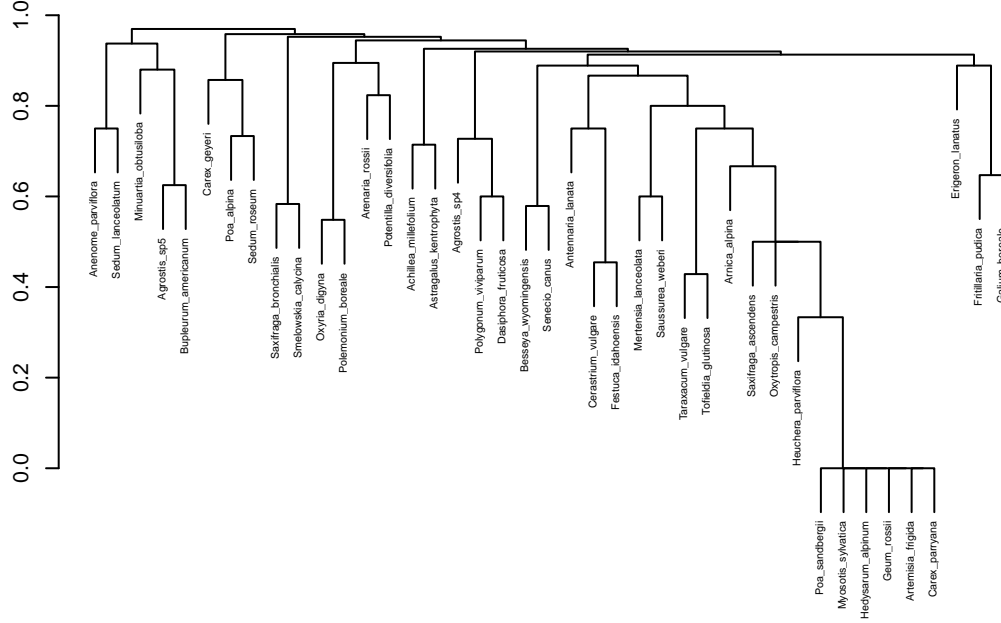 1.0
0.8
0.6
0.4
0.2
0.0
Anenome_parviflora
Sedum_lanceolatum
Minuartia_obtusiloba
Agrostis_sp5
Bupleurum_americanum
Carex_geyeri
Poa_alpina
Sedum_roseum
Saxifraga_bronchialis
Smelowskia_calycina
Oxyria_digyna
Polemonium_boreale
Arenaria_rossii
Potentilla_diversifolia
Achillea_millefolium
Astragalus_kentrophyta
Agrostis_sp4
Polygonum_viviparum
Dasiphora_fruticosa
Besseya_wyomingensis
Senecio_canus
Antennaria_lanata
Cerastrium_vulgare
Festuca_idahoensis
Mertensia_lanceolata
Saussurea_weberi
Taraxacum_vulgare
Tofieldia_glutinosa
Arnica_alpina
Saxifraga_ascendens
Oxytropis_campestris
Heuchera_parviflora
Poa_sandbergii
Myosotis_sylvatica
Hedysarum_alpinum
Geum_rossii
Artemisia_frigida
Carex_parryana
Erigeron_lanatus
Fritillaria_pudica